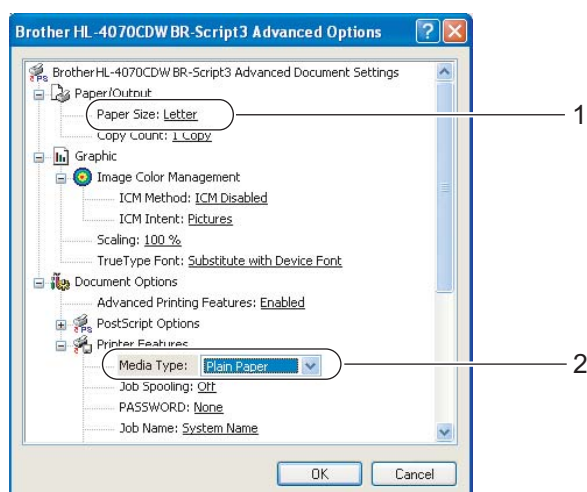 Brother HL-4070CDW BR-Script3 Advanced Options
BrotherHL-4070CDW BR-Script3 Advanced Document Settings
Paper/Output
Paper Size: Letter
1
Copy Count: 1 Copy
Graphic
Image Color Management
ICM Method: ICM Disabled
ICM Intent: Pictures
Scaling: 100 %
TrueType Font: Substitute with Device Font
Document Options
Advanced Printing Features: Enabled
PS PostScript Options
Printer Features
Media Type: Plain Paper
2
Job Spooling: Off
PASSWORD: None
Job Name: System Name
OK Cancel